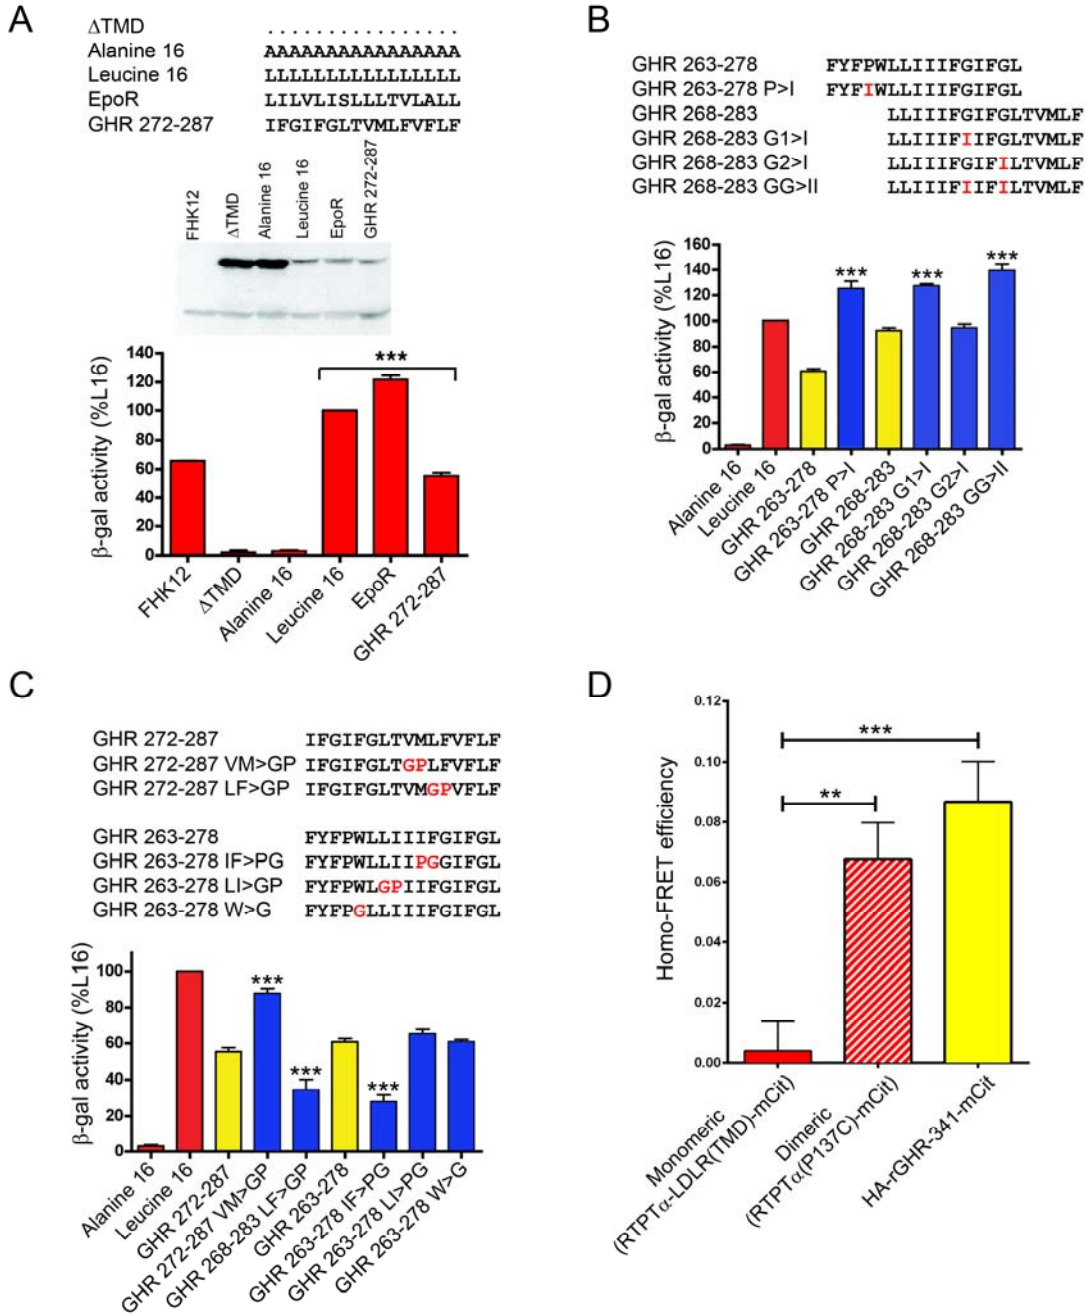 A
ΔTMD ................
Alanine 16 AAAAAAAAAAAAAAAA
Leucine 16 LLLLLLLLLLLLLLLL
EpoR LILVLISLLLTVLALL
GHR 272-287 IFGIFGLTVMLFVFLF
FHK12
ΔTMD
Alanine 16
Leucine 16
EpoR
GHR 272-287
β-gal activity (%L16)
140
120
100
80
60
40
20
0
***
FHK12
ΔTMD
Alanine 16
Leucine 16
EpoR
GHR 272-287
B
GHR 263-278 FYFPWLLIIIFGIFGL
GHR 263-278 P>I FYFIWLLIIIFGIFGL
GHR 268-283 LLIIIFGIFGLTVMLF
GHR 268-283 G1>I LLIIIFIIFGLTVMLF
GHR 268-283 G2>I LLIIIFGIFILTVMLF
GHR 268-283 GG>II LLIIIFIIFILTVMLF
β-gal activity (%L16)
160
140
120
100
80
60
40
20
0
*** *** ***
Alanine 16
Leucine 16
GHR 263-278
GHR 263-278 P>I
GHR 268-283
GHR 268-283 G1>I
GHR 268-283 G2>I
GHR 268-283 GG>II
C
GHR 272-287 IFGIFGLTVMLFVFLF
GHR 272-287 VM>GP IFGIFGLTGPLFVFLF
GHR 272-287 LF>GP IFGIFGLTVMGPVFLF
GHR 263-278 FYFPWLLIIIFGIFGL
GHR 263-278 IF>PG FYFPWLLIIPGGIFGL
GHR 263-278 LI>GP FYFPWLGPIIFGIFGL
GHR 263-278 W>G FYFPGLLIIIFGIFGL
β-gal activity (%L16)
100
80
60
40
20
0
*** *** ***
Alanine 16
Leucine 16
GHR 272-287
GHR 272-287 VM>GP
GHR 268-283 LF>GP
GHR 263-278
GHR 263-278 IF>PG
GHR 263-278 LI>PG
GHR 263-278 W>G
D
Homo-FRET efficiency
0.12
0.10
0.08
0.06
0.04
0.02
0.00
***
**
Monomeric
(RTPTα-LDLR(TMD)-mCit)
Dimeric
(RTPTα(P137C)-mCit)
HA-rGHR-341-mCit